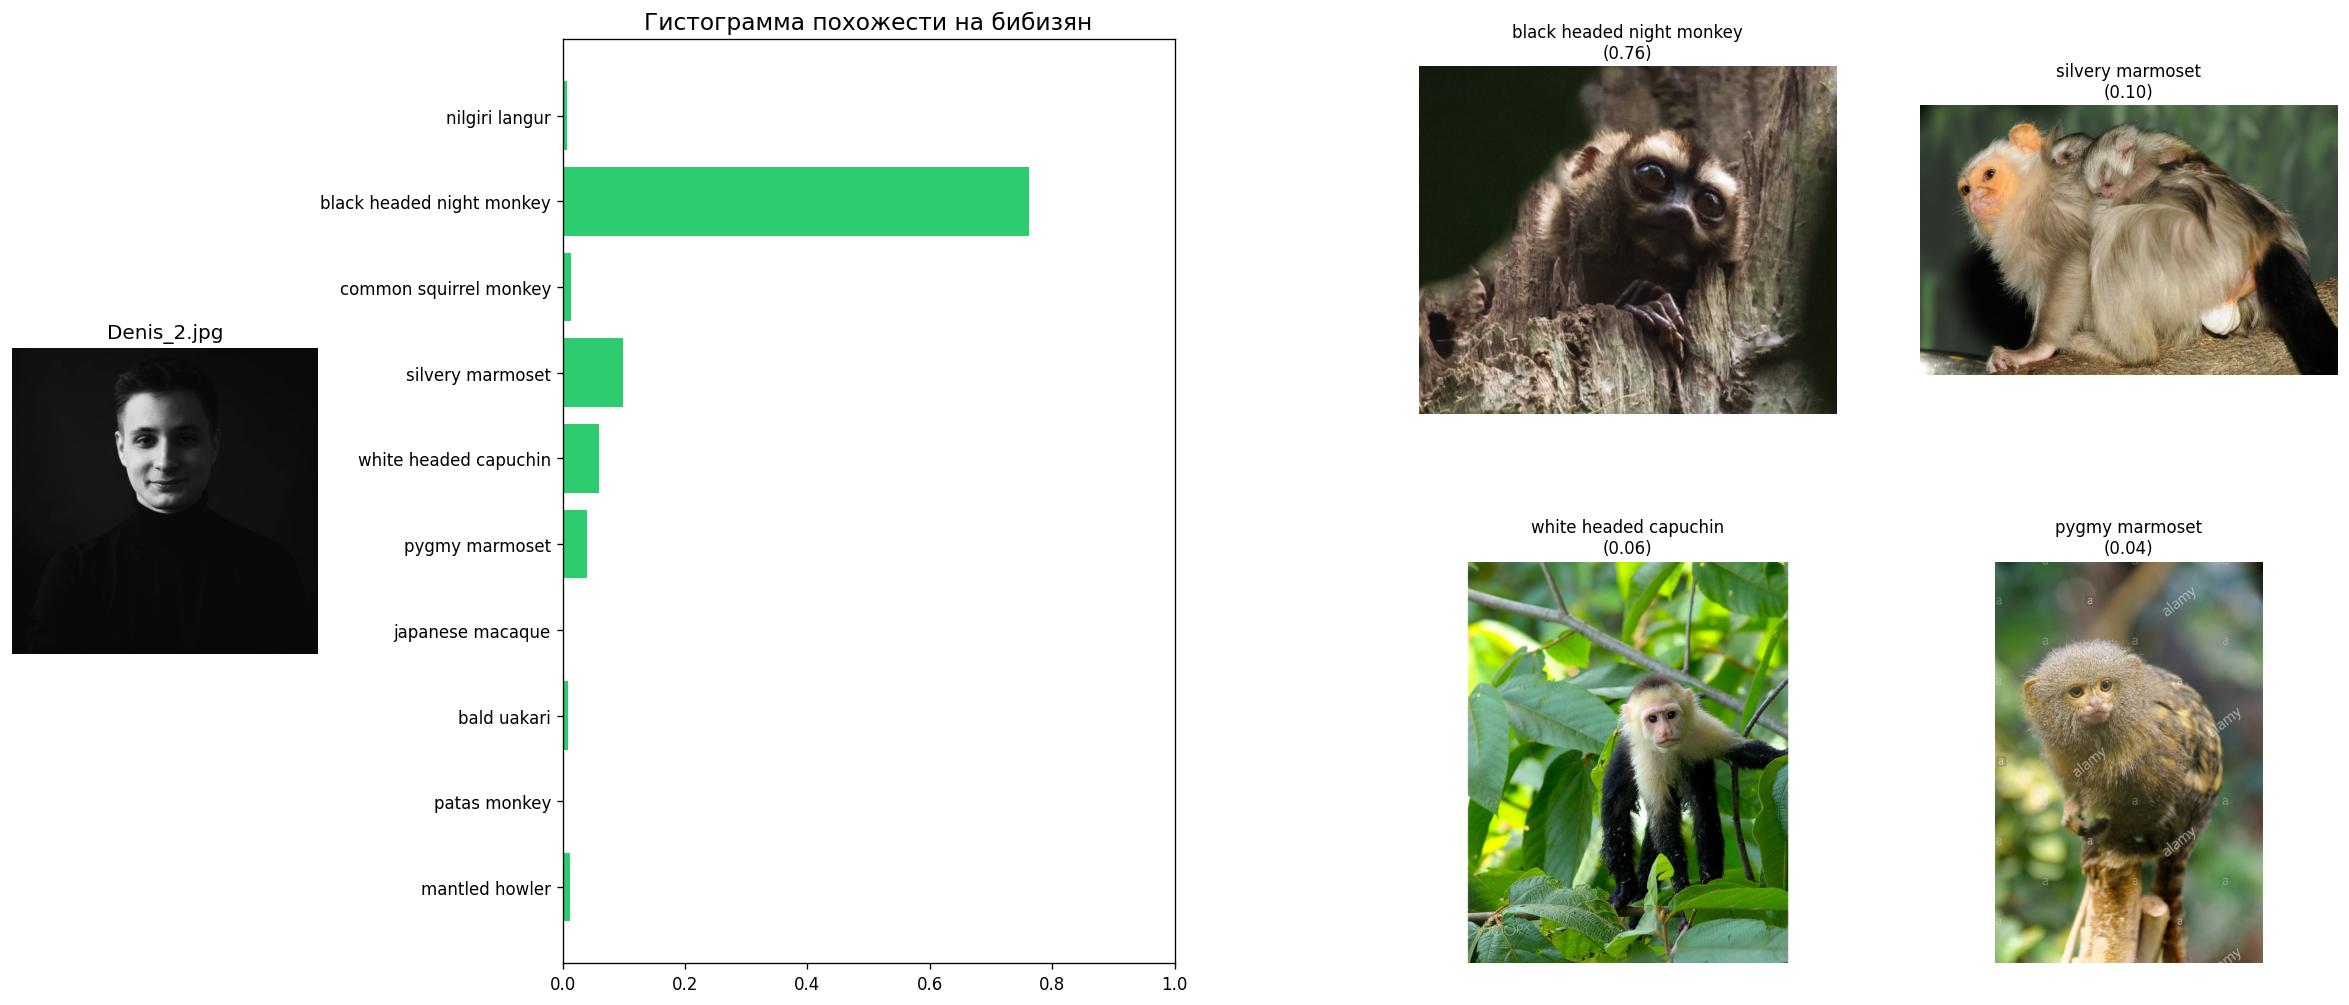 Гистограмма похожести на бибизян
Denis_2.jpg
nilgiri langur
black headed night monkey
common squirrel monkey
silvery marmoset
white headed capuchin
pygmy marmoset
japanese macaque
bald uakari
patas monkey
mantled howler
0.0 0.2 0.4 0.6 0.8 1.0
black headed night monkey
(0.76)
silvery marmoset
(0.10)
white headed capuchin
(0.06)
pygmy marmoset
(0.04)
alamy
alamy
alamy
alamy